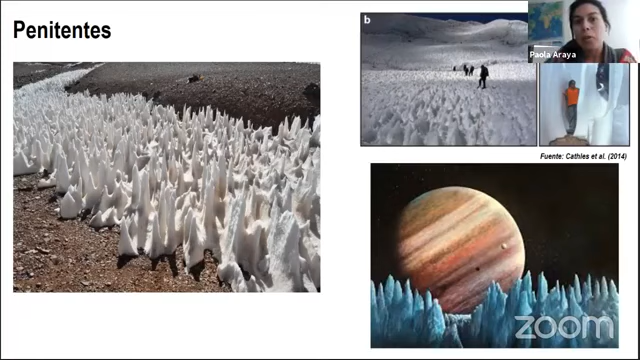 Penitentes
b
Paola Araya
Fuente: Cathles et al. (2014)
zoom